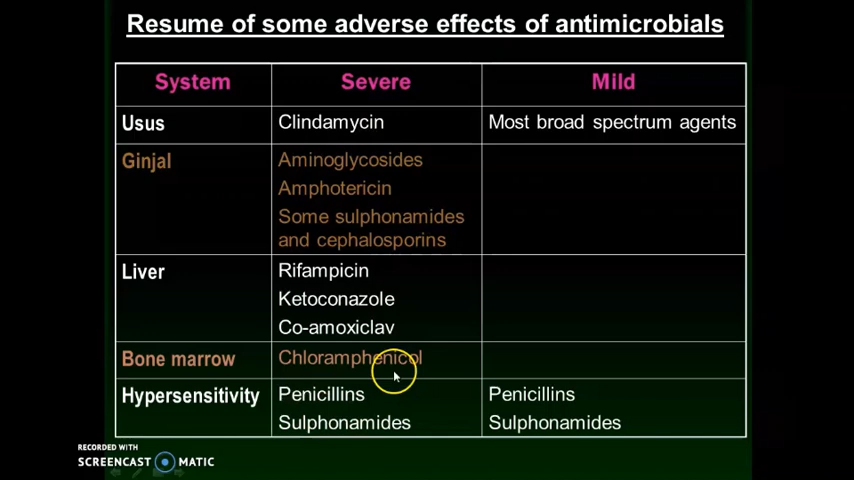 Resume of some adverse effects of antimicrobials
System Severe Mild
Usus Clindamycin Most broad spectrum agents
Ginjal Aminoglycosides
Amphotericin
Some sulphonamides
and cephalosporins
Liver Rifampicin
Ketoconazole
Co-amoxiclav
Bone marrow Chloramphenicol
Hypersensitivity Penicillins Penicillins
Sulphonamides Sulphonamides
RECORDED WITH
SCREENCAST MATIC